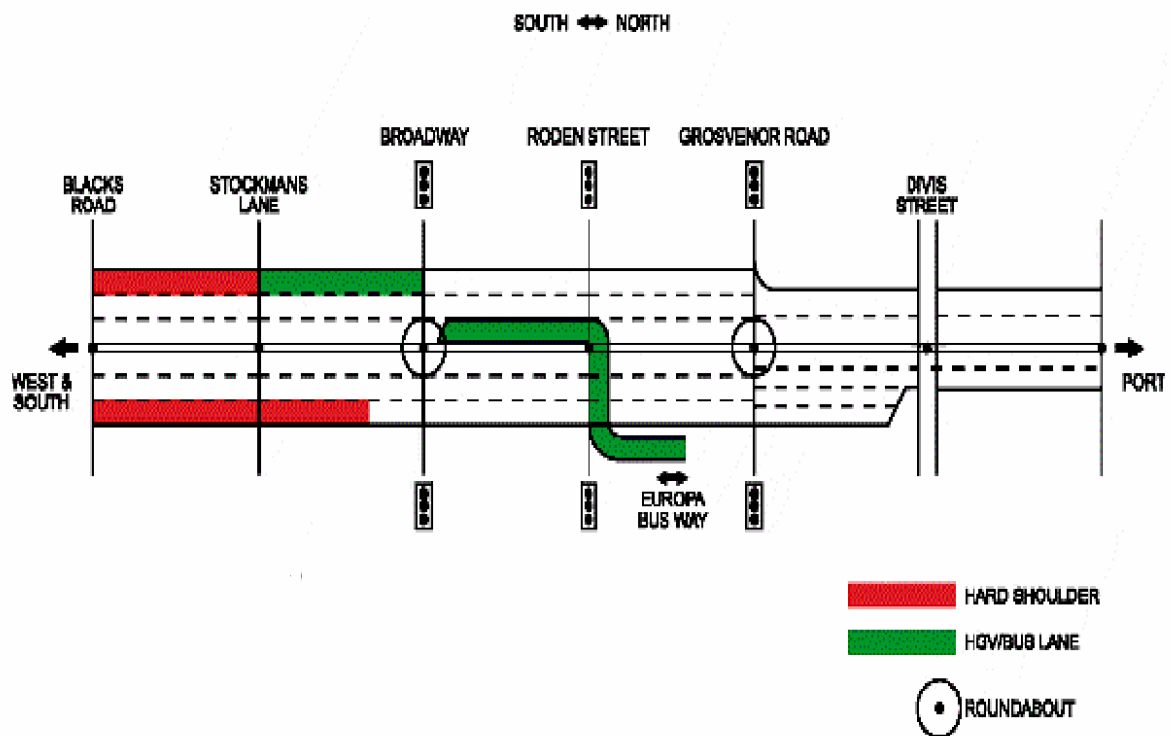 SOUTH ⇔ NORTH
BROADWAY
RODEN STREET
GROSVENOR ROAD
BLACKS
ROAD
STOCKMANS
LANE
DIVIS
STREET
WEST &
SOUTH
PORT
EUROPA
BUS WAY
HARD SHOULDER
HGV/BUS LANE
ROUNDABOUT